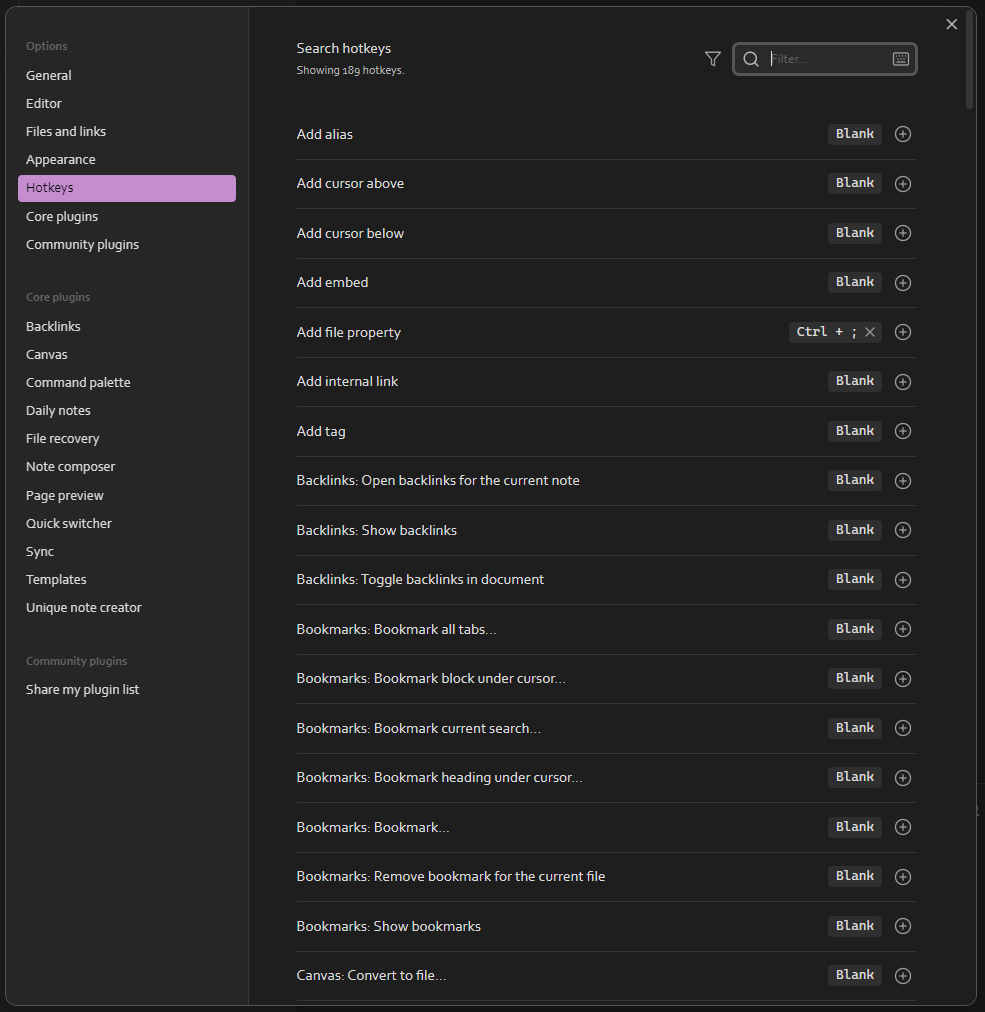 Options
General
Editor
Files and links
Appearance
Hotkeys
Core plugins
Community plugins
Core plugins
Backlinks
Canvas
Command palette
Daily notes
File recovery
Note composer
Page preview
Quick switcher
Sync
Templates
Unique note creator
Community plugins
Share my plugin list
Search hotkeys
Showing 189 hotkeys.
Filter...
Add alias Blank
Add cursor above Blank
Add cursor below Blank
Add embed Blank
Add file property Ctrl + ;
Add internal link Blank
Add tag Blank
Backlinks: Open backlinks for the current note Blank
Backlinks: Show backlinks Blank
Backlinks: Toggle backlinks in document Blank
Bookmarks: Bookmark all tabs... Blank
Bookmarks: Bookmark block under cursor... Blank
Bookmarks: Bookmark current search... Blank
Bookmarks: Bookmark heading under cursor... Blank
Bookmarks: Bookmark... Blank
Bookmarks: Remove bookmark for the current file Blank
Bookmarks: Show bookmarks Blank
Canvas: Convert to file... Blank